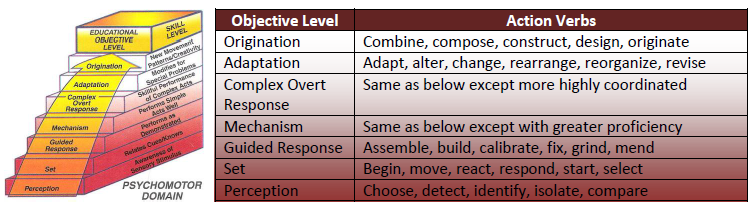 EDUCATIONAL
OBJECTIVE
LEVEL
SKILL
LEVEL
Origination
New Movement
Patterns/Creativity
Adaptation
Modifies for
Special Problems
Complex
Overt
Response
Skillful Performance
of Complex Acts
Mechanism
Performs Simple
Acts Well
Guided
Response
Performs as
Demonstrated
Set
Relates Cues/Knows
Perception
Awareness of
Sensory Stimulus
PSYCHOMOTOR
DOMAIN
Objective Level Action Verbs
Origination Combine, compose, construct, design, originate
Adaptation Adapt, alter, change, rearrange, reorganize, revise
Complex Overt Same as below except more highly coordinated
Response
Mechanism Same as below except with greater proficiency
Guided Response Assemble, build, calibrate, fix, grind, mend
Set Begin, move, react, respond, start, select
Perception Choose, detect, identify, isolate, compare